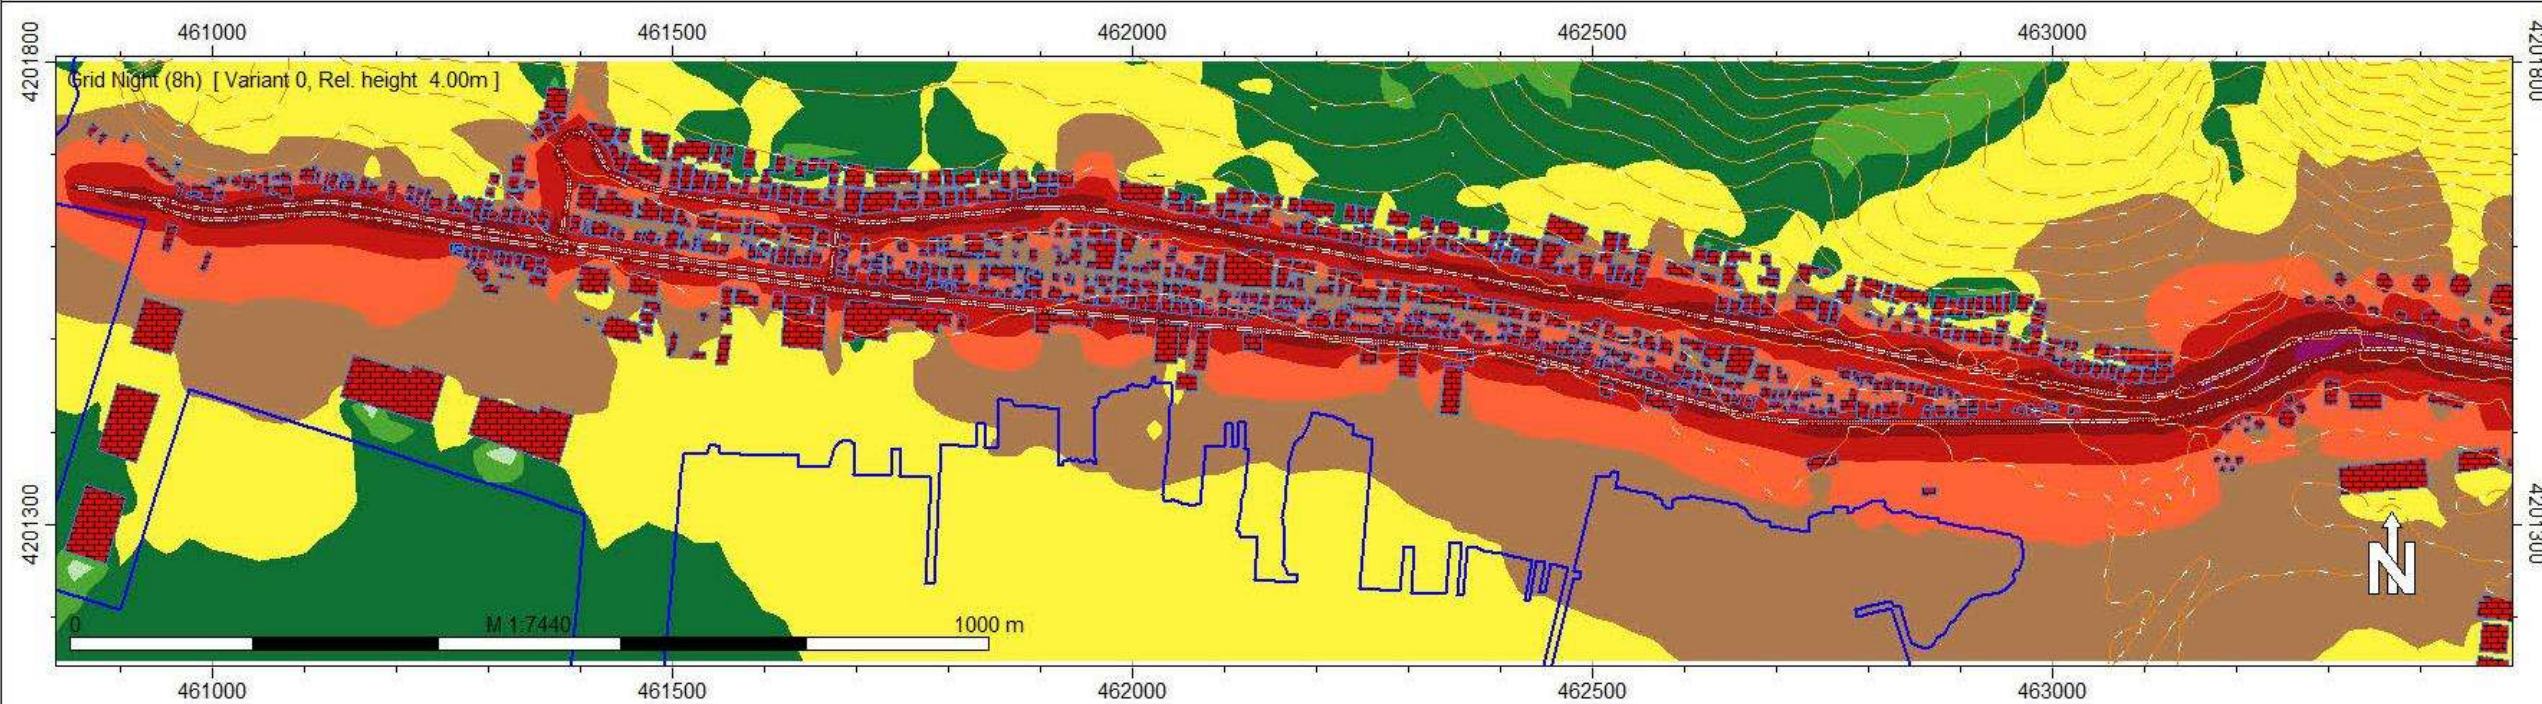 461000 461500 462000 462500 463000
4201800 4201800
Grid Night (8h) [ Variant 0, Rel. height 4.00m ]
4201300 4201300
N
0 M 1:7440 1000 m
461000 461500 462000 462500 463000